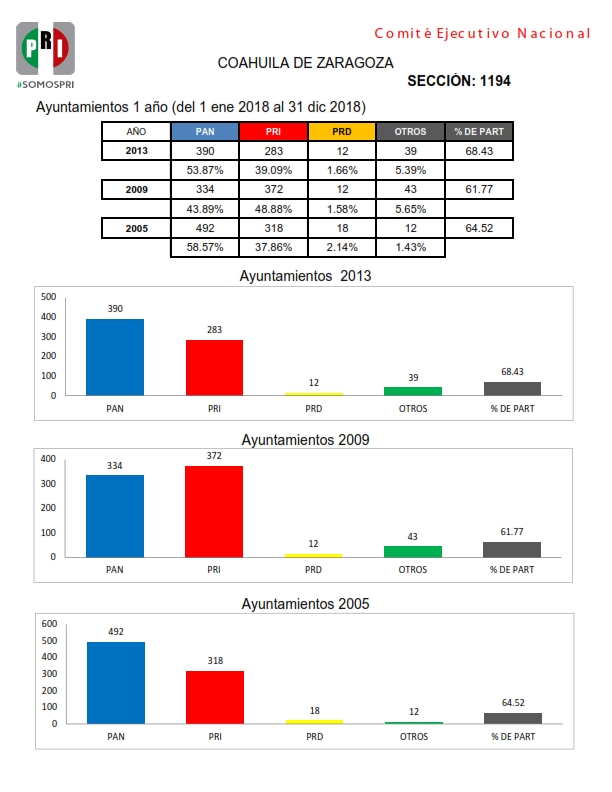 PRI
#SOMOSPRI
Comité Ejecutivo Nacional
COAHUILA DE ZARAGOZA
SECCIÓN: 1194
Ayuntamientos 1 año (del 1 ene 2018 al 31 dic 2018)
AÑO PAN PRI PRD OTROS % DE PART
2013 390 283 12 39 68.43
53.87% 39.09% 1.66% 5.39%
2009 334 372 12 43 61.77
43.89% 48.88% 1.58% 5.65%
2005 492 318 18 12 64.52
58.57% 37.86% 2.14% 1.43%
Ayuntamientos 2013
500
400
300
200
100
0
390 283 12 39 68.43
PAN PRI PRD OTROS % DE PART
Ayuntamientos 2009
400
300
200
100
0
334 372 12 43 61.77
PAN PRI PRD OTROS % DE PART
Ayuntamientos 2005
600
500
400
300
200
100
0
492 318 18 12 64.52
PAN PRI PRD OTROS % DE PART